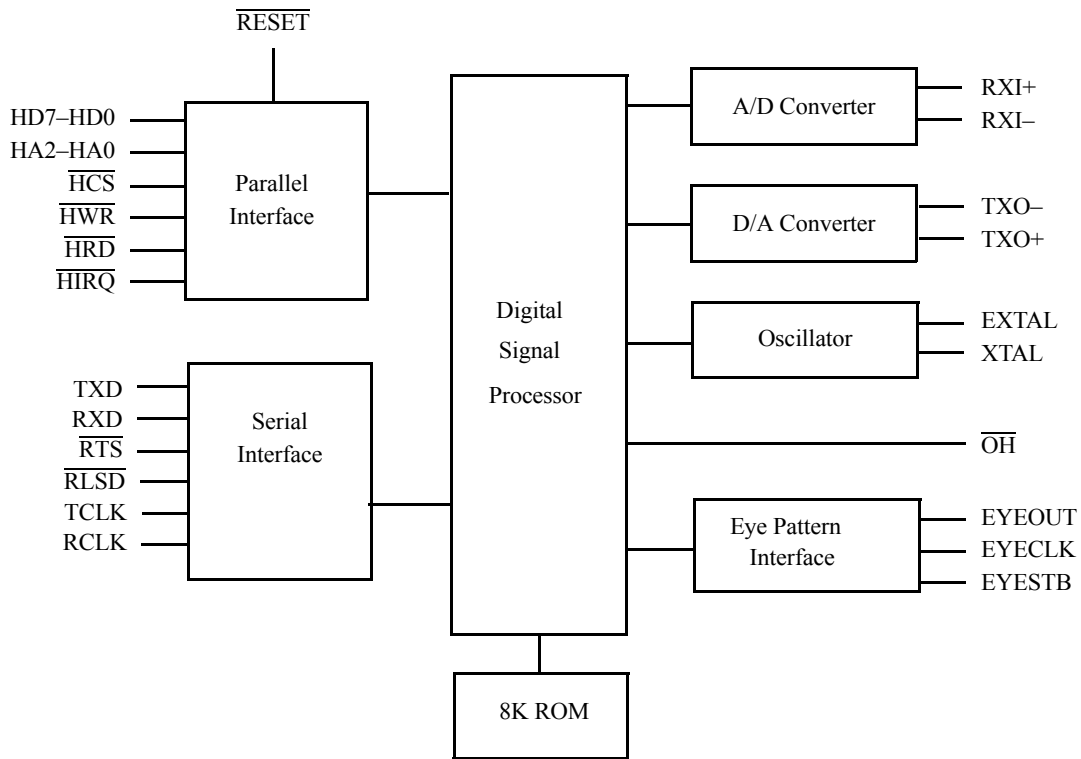 RESET
HD7–HD0
HA2–HA0
HCS
HWR
HRD
HIRQ
Parallel
Interface
TXD
RXD
RTS
RLSD
TCLK
RCLK
Serial
Interface
Digital
Signal
Processor
8K ROM
A/D Converter
RXI+
RXI–
D/A Converter
TXO–
TXO+
Oscillator
EXTAL
XTAL
OH
Eye Pattern
Interface
EYEOUT
EYECLK
EYESTB